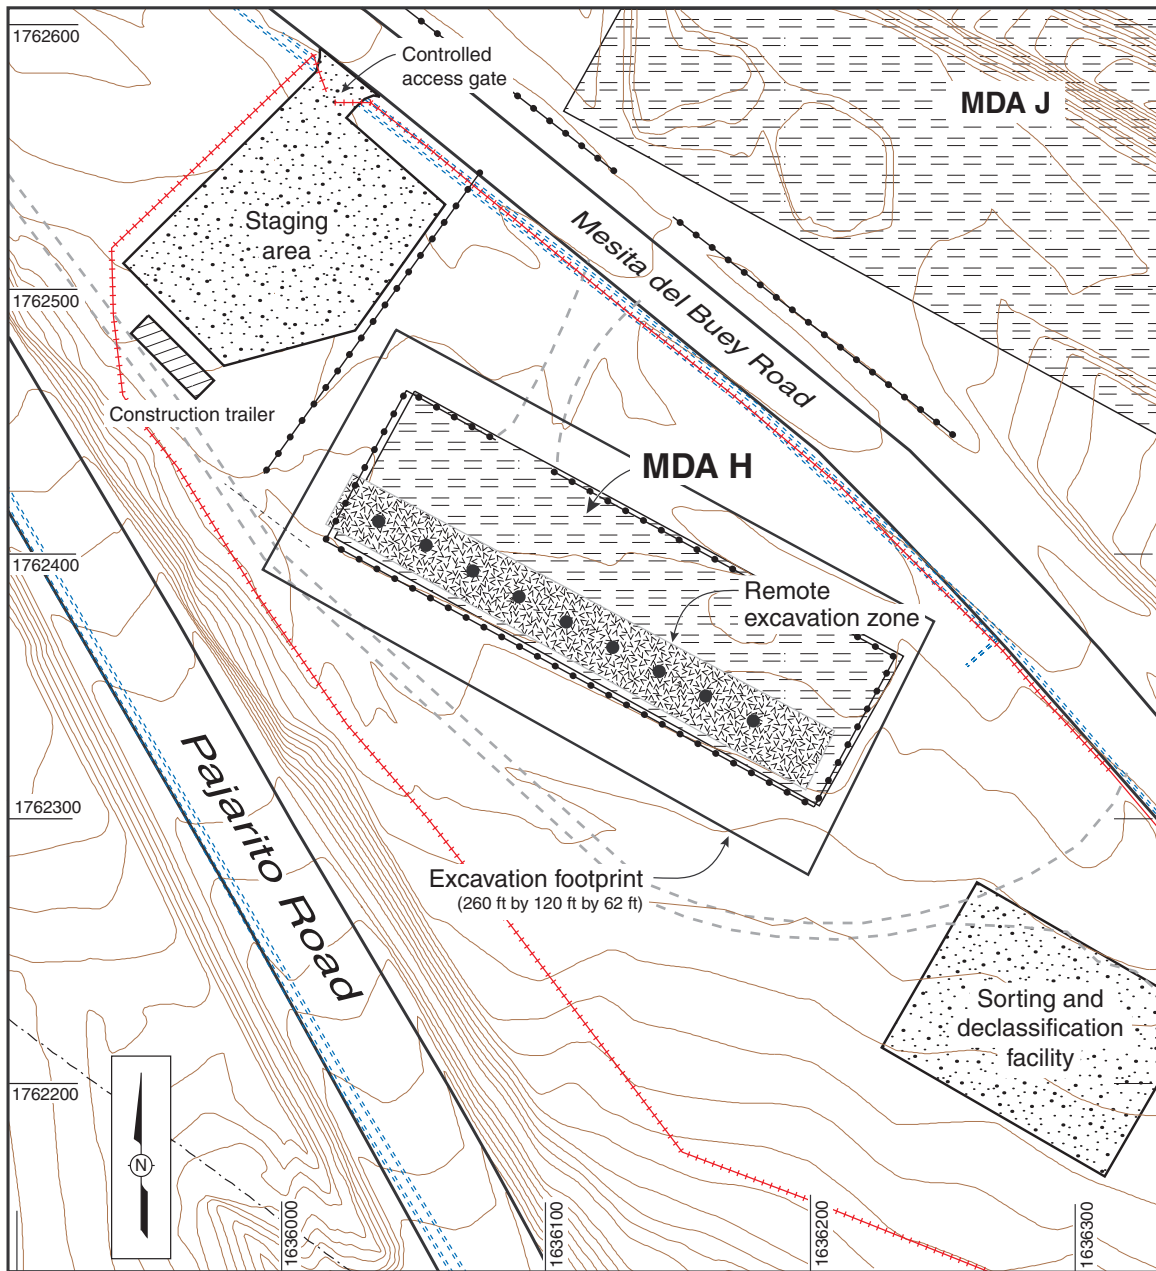 1762600
Controlled
access gate
MDA J
Staging
area
Mesita del Buey Road
1762500
Construction trailer
MDA H
1762400
Remote
excavation zone
1762300
Pajarito Road
Excavation footprint
(260 ft by 120 ft by 62 ft)
Sorting and
declassification
facility
1762200
N
1636000
1636100
1636200
1636300